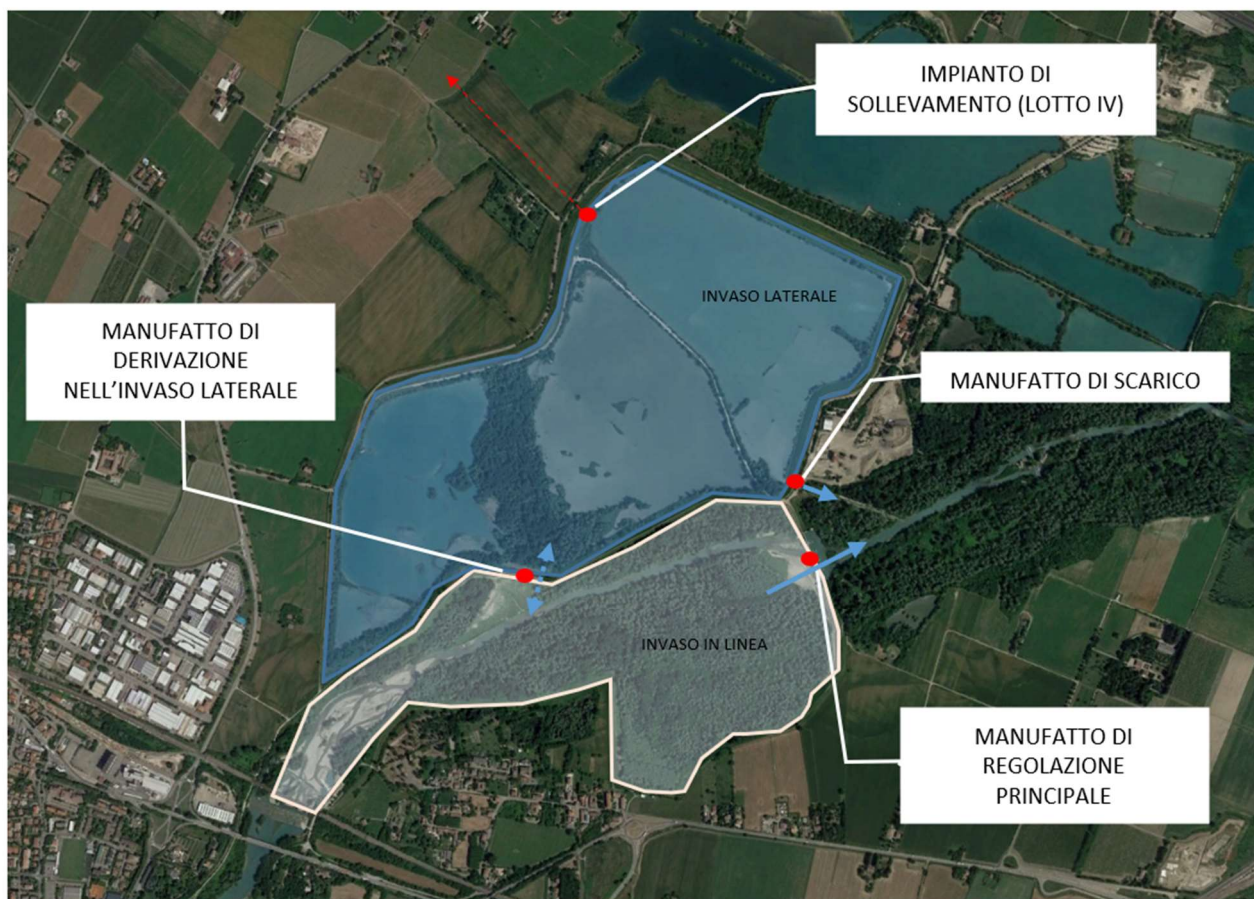 IMPIANTO DI
SOLLEVAMENTO (LOTTO IV)
INVASO LATERALE
MANUFATTO DI
DERIVAZIONE
NELL'INVASO LATERALE
MANUFATTO DI SCARICO
INVASO IN LINEA
MANUFATTO DI
REGOLAZIONE
PRINCIPALE